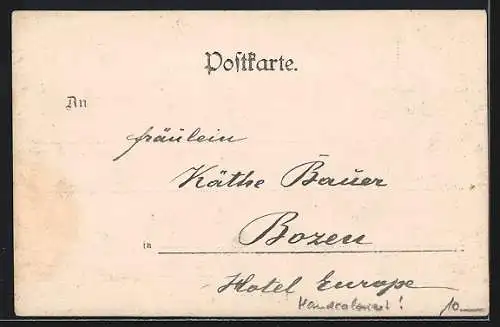 Postkarte.
An
Fräulein
Käthe Bauer
in Bozen
Hotel Europe
Handcoloriert! 10.—